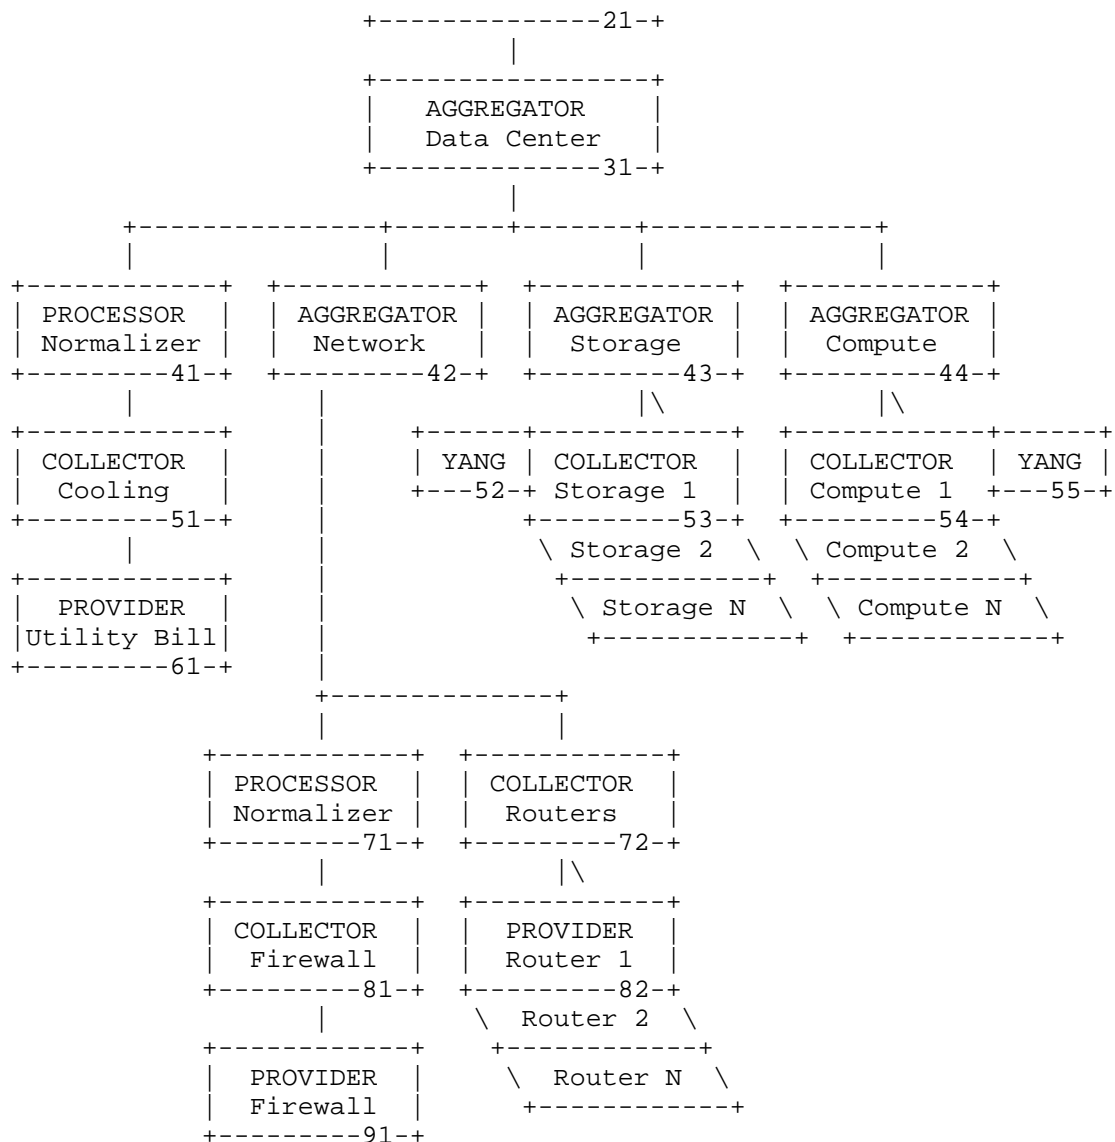 +--------------21-+
|
+-----------------+
|   AGGREGATOR    |
|   Data Center   |
+--------------31-+
|
+---------------+-------+-------+--------------+
|               |               |              |
+------------+  +------------+  +------------+  +------------+
| PROCESSOR  |  | AGGREGATOR |  | AGGREGATOR |  | AGGREGATOR |
| Normalizer |  |  Network   |  |  Storage   |  |  Compute   |
+---------41-+  +---------42-+  +---------43-+  +---------44-+
|            |                   |\             |\
+------------+     |     +------+------------+  +------------+------+
| COLLECTOR  |     |     | YANG | COLLECTOR  |  | COLLECTOR  | YANG |
|  Cooling   |     |     +---52-+ Storage 1  |  | Compute 1  +---55-+
+---------51-+     |            +---------53-+  +---------54-+
|            |             \ Storage 2  \  \ Compute 2  \
+------------+     |              +------------+  +------------+
|  PROVIDER  |     |               \ Storage N  \  \ Compute N  \
|Utility Bill|     |                +------------+  +------------+
+---------61-+     |
+--------------+
|              |
+------------+  +------------+
| PROCESSOR  |  | COLLECTOR  |
| Normalizer |  |  Routers   |
+---------71-+  +---------72-+
|              |\
+------------+  +------------+
| COLLECTOR  |  |  PROVIDER  |
|  Firewall  |  |  Router 1  |
+---------81-+  +---------82-+
|         \  Router 2  \
+------------+    +------------+
|  PROVIDER  |     \  Router N  \
|  Firewall  |      +------------+
+---------91-+